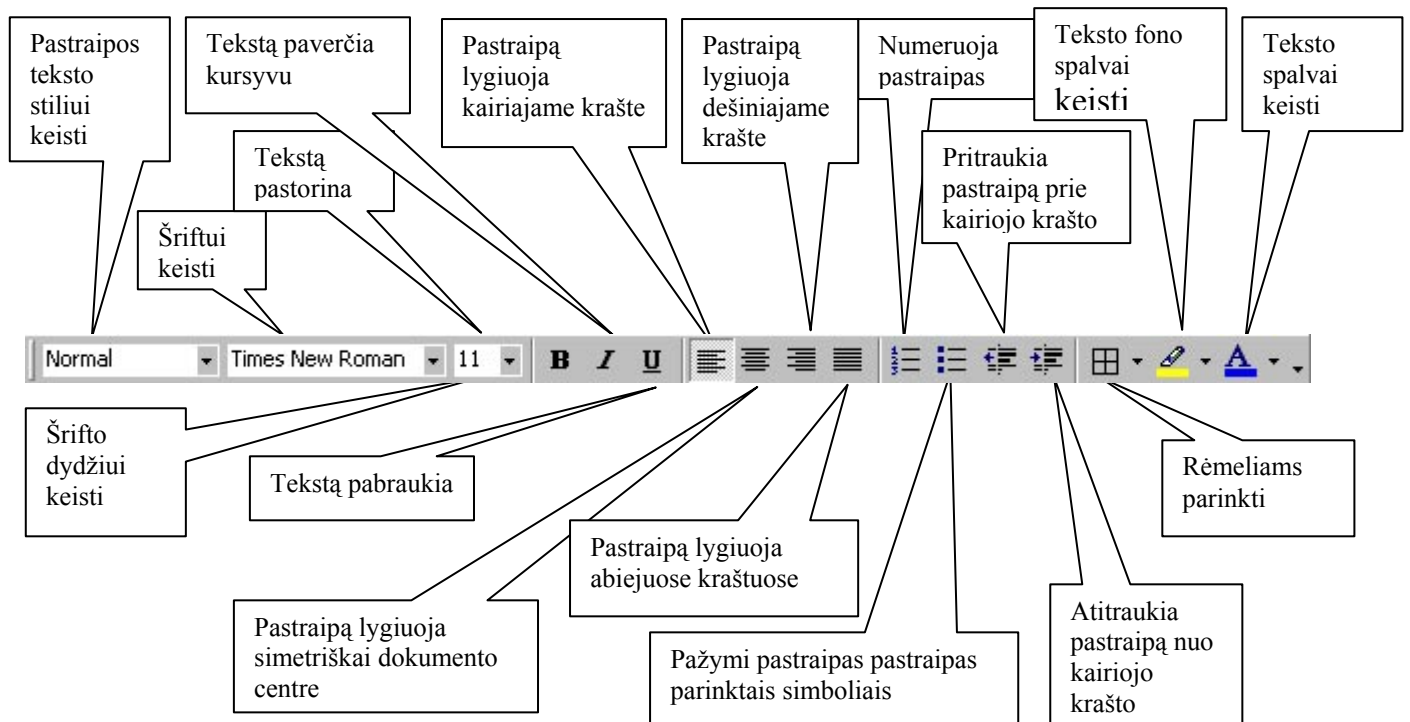 Pastraipos
teksto
stiliui
keisti
Tekstą paverčia
kursyvu
Pastraipą
lygiuoja
kairiajame krašte
Pastraipą
lygiuoja
dešiniajame
krašte
Numeruoja
pastraipas
Teksto fono
spalvai
keisti
Teksto
spalvai
keisti
Tekstą
pastorina
Pritraukia
pastraipą prie
kairiojo krašto
Šriftui
keisti
Normal Times New Roman 11 B I U A
Šrifto
dydžiui
keisti
Tekstą pabraukia
Rėmeliams
parinkti
Pastraipą lygiuoja
abiejuose kraštuose
Pastraipą lygiuoja
simetriškai dokumento
centre
Pažymi pastraipas pastraipas
parinktais simboliais
Atitraukia
pastraipą nuo
kairiojo
krašto